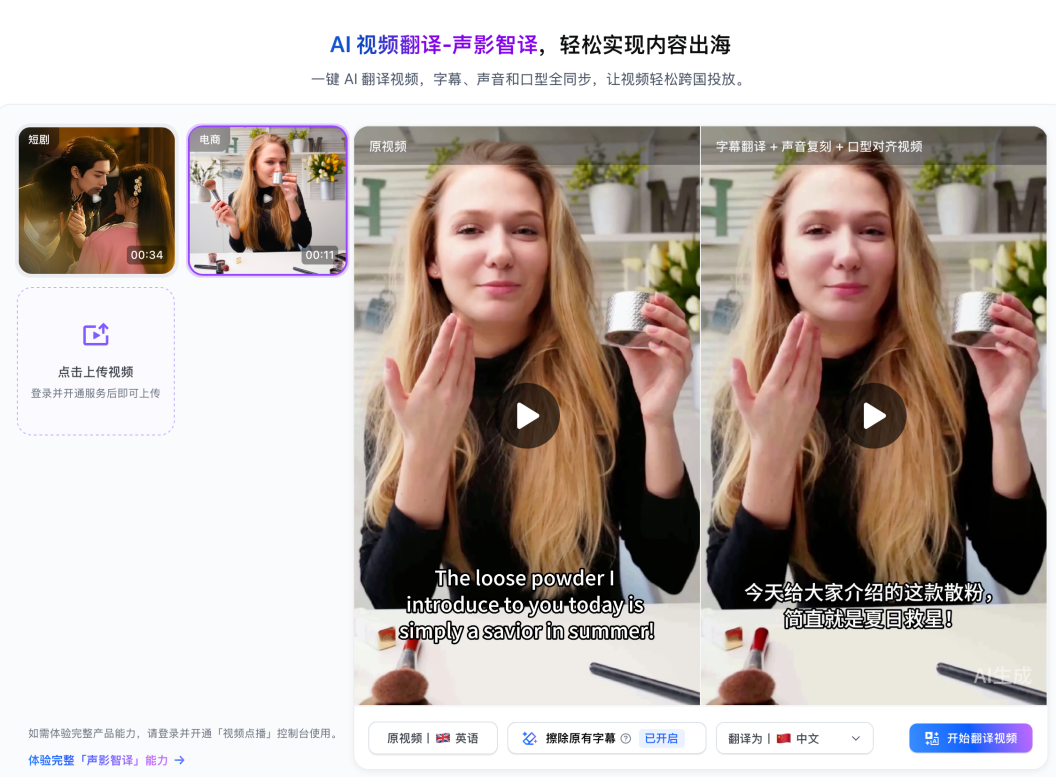 AI 视频翻译-声影智译，轻松实现内容出海
一键 AI 翻译视频，字幕、声音和口型全同步，让视频轻松跨国投放。
短剧
00:34
电商
00:11
点击上传视频
登录并开通服务后即可上传
如需体验完整产品能力，请登录并开通「视频点播」控制台使用。
体验完整「声影智译」能力 →
原视频
H
M
The loose powder I
introduce to you today is
simply a savior in summer!
字幕翻译 + 声音复刻 + 口型对齐视频
H
M
今天给大家介绍的这款散粉，
简直就是夏日救星！
AI生成
原视频 | 英语
擦除原有字幕 ? 已开启
翻译为 | 中文
开始翻译视频